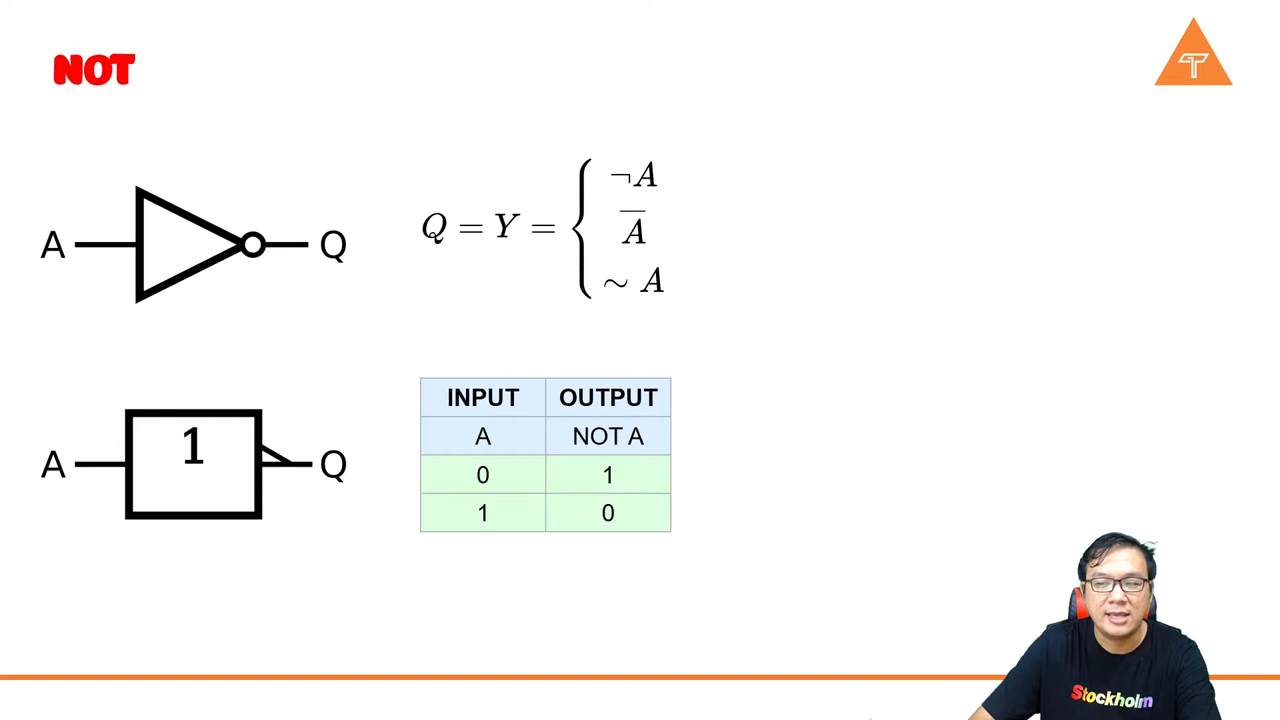 NOT
T
A
Q
Q = Y = { ¬A
A̅
∼ A
A
1
Q
INPUT OUTPUT
A NOT A
0 1
1 0
Stockholm